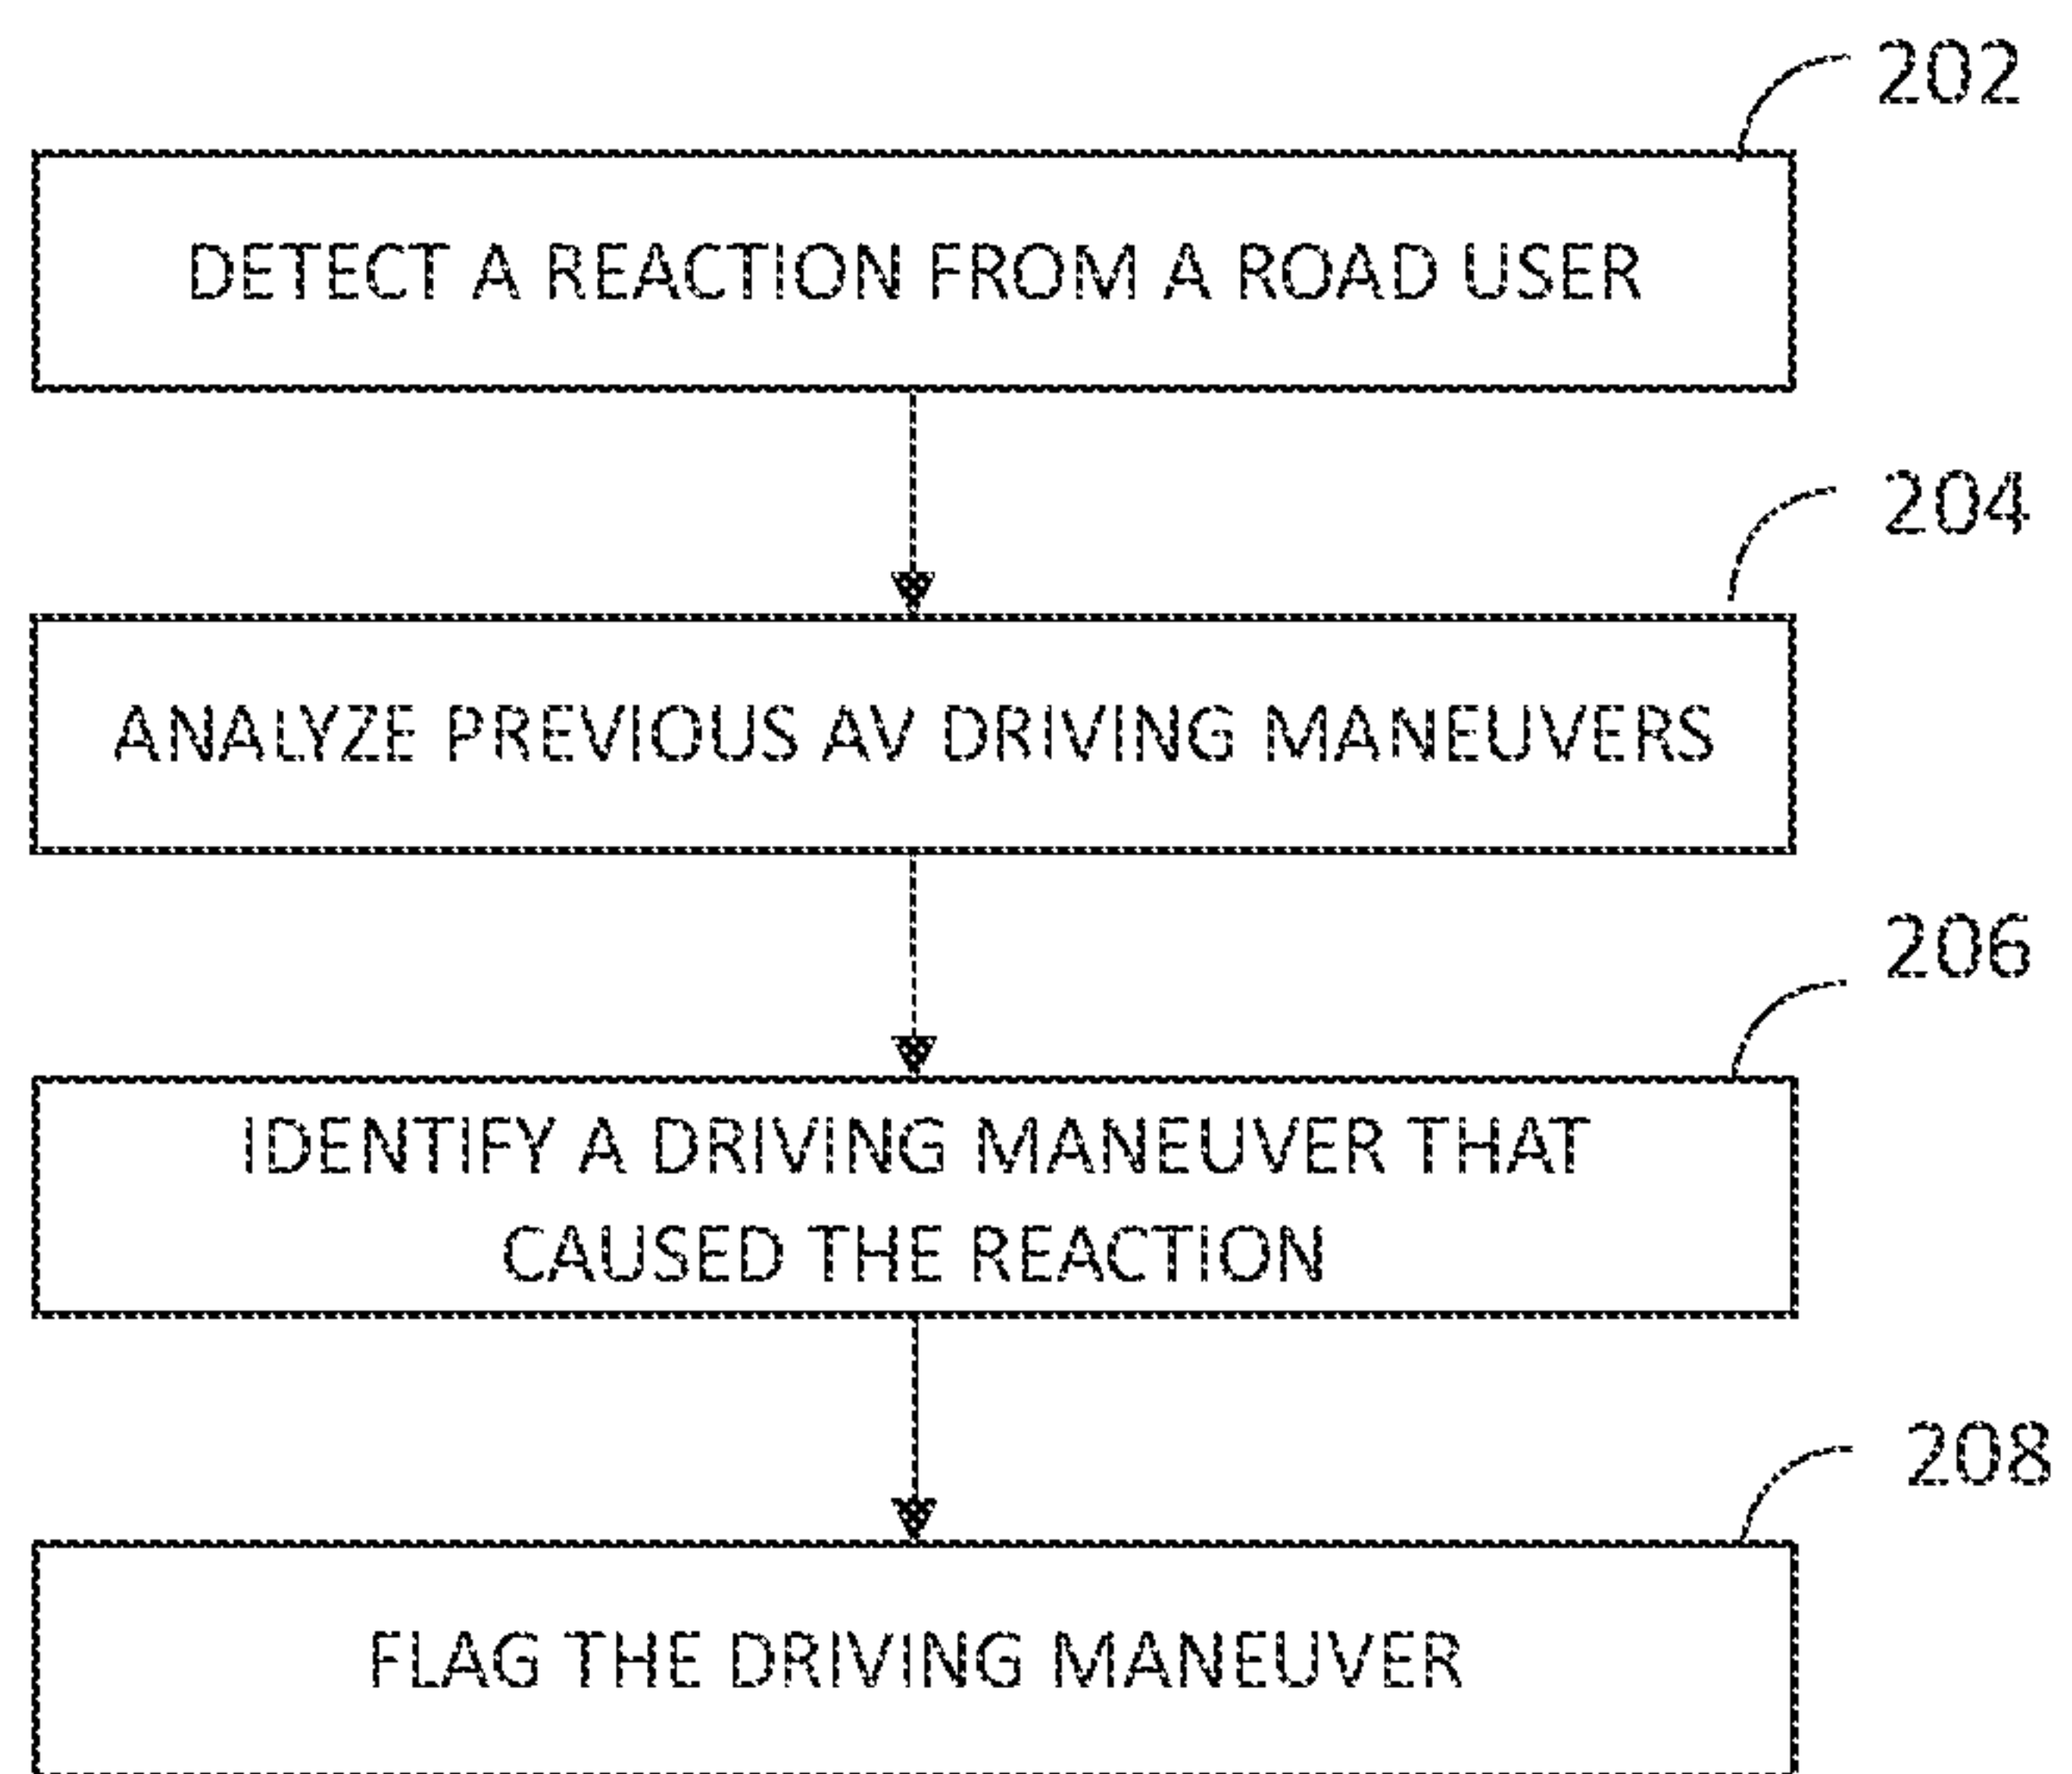 202
DETECT A REACTION FROM A ROAD USER
204
ANALYZE PREVIOUS AV DRIVING MANEUVERS
206
IDENTIFY A DRIVING MANEUVER THAT
CAUSED THE REACTION
208
FLAG THE DRIVING MANEUVER